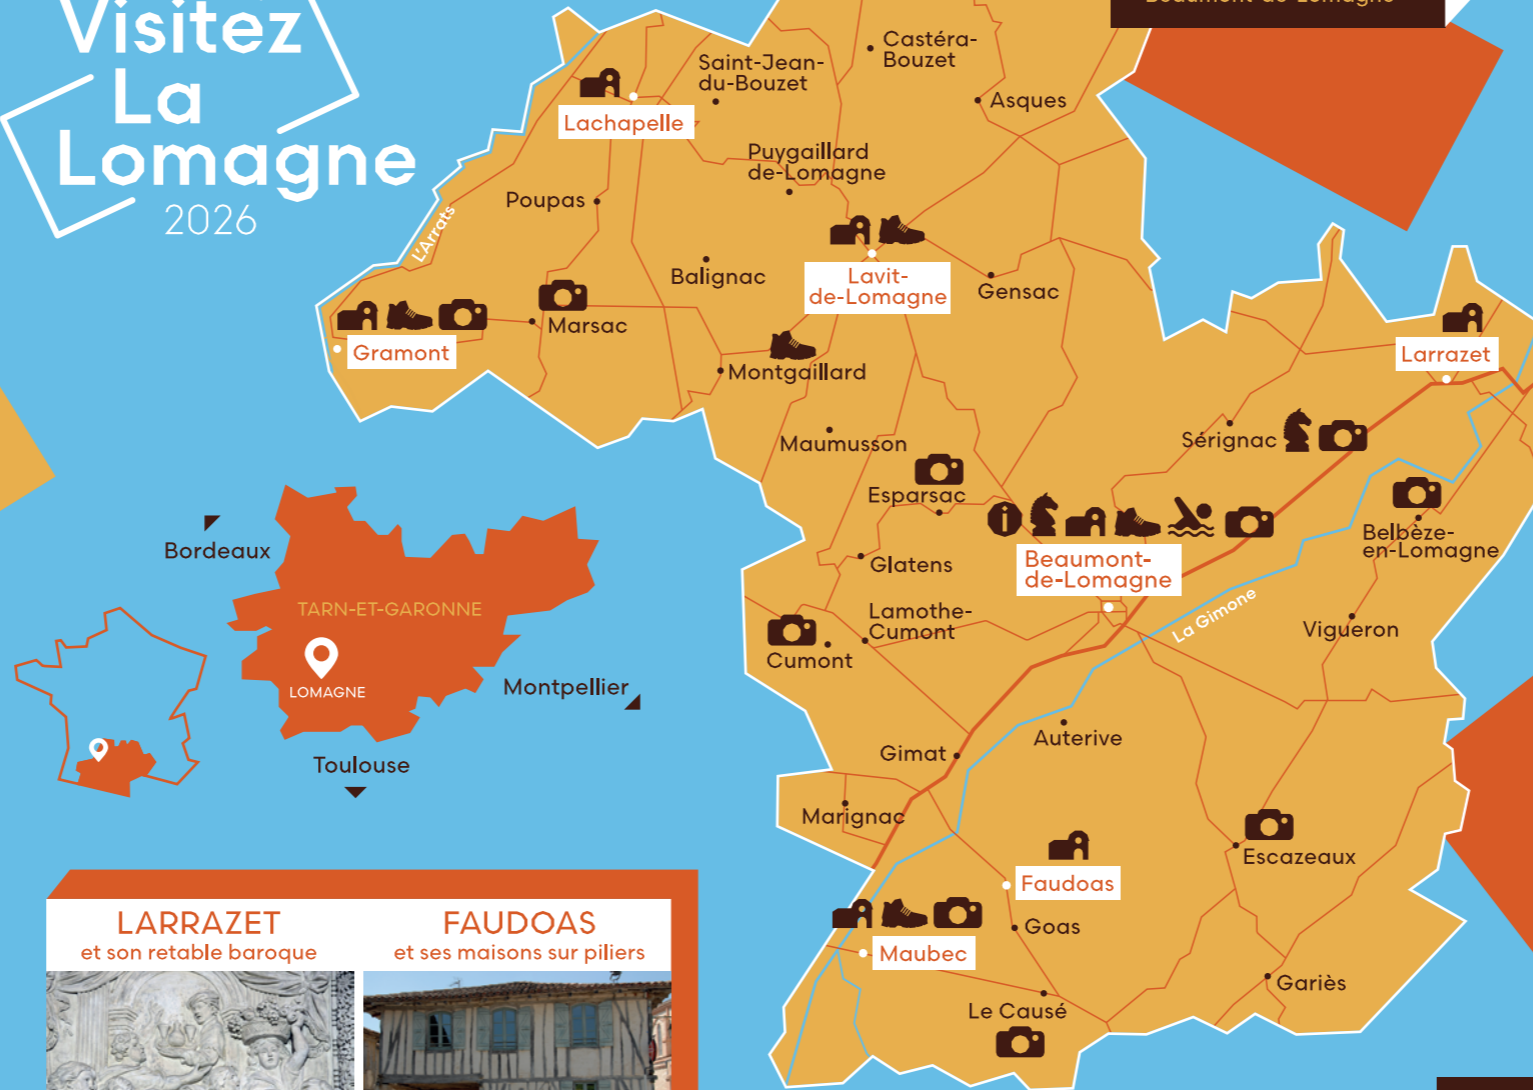 Visitez
La
Lomagne
2026
Beaumont-de-Lomagne
Castéra-
Bouzet
Saint-Jean-
du-Bouzet
Asques
Lachapelle
Puygaillard
de-Lomagne
Poupas
L'Arrats
Balignac
Lavit-
de-Lomagne
Gensac
Marsac
Gramont
Montgaillard
Larrazet
Maumusson
Sérignac
Esparsac
Belbèze-
en-Lomagne
Beaumont-
de-Lomagne
Glatens
Lamothe-
Cumont
La Gimone
Vigueron
Cumont
Auterive
Gimat
Marignac
Escazeaux
Faudoas
Goas
Maubec
Gariès
Le Causé
Bordeaux
TARN-ET-GARONNE
LOMAGNE
Montpellier
Toulouse
LARRAZET
et son retable baroque
FAUDOAS
et ses maisons sur piliers